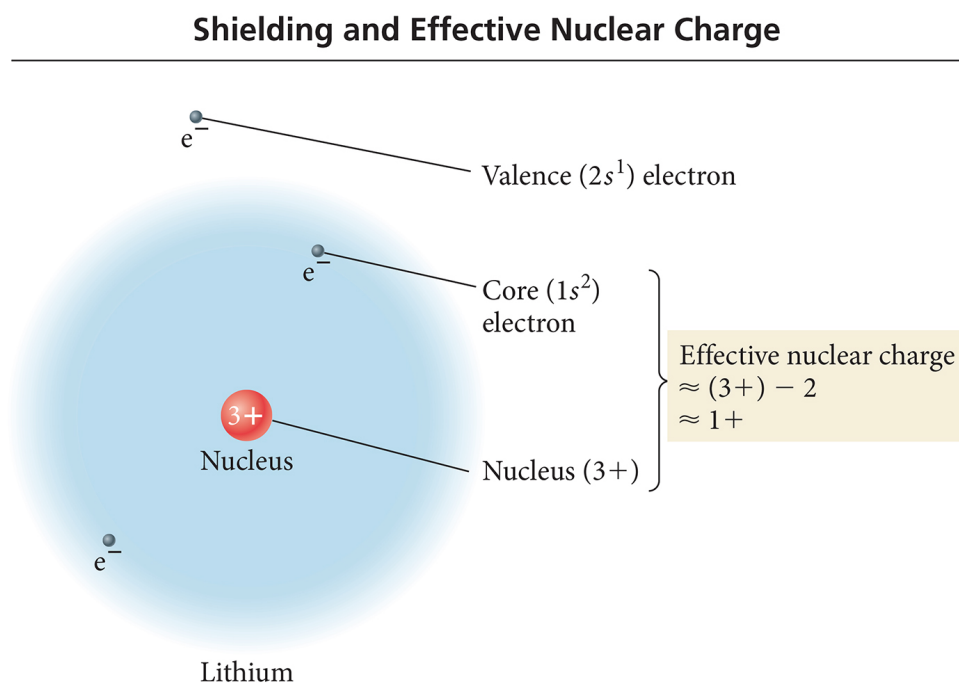 Shielding and Effective Nuclear Charge
e⁻
Valence (2s¹) electron
e⁻
Core (1s²)
electron
Effective nuclear charge
≈ (3+) − 2
≈ 1+
3+
Nucleus
Nucleus (3+)
e⁻
Lithium